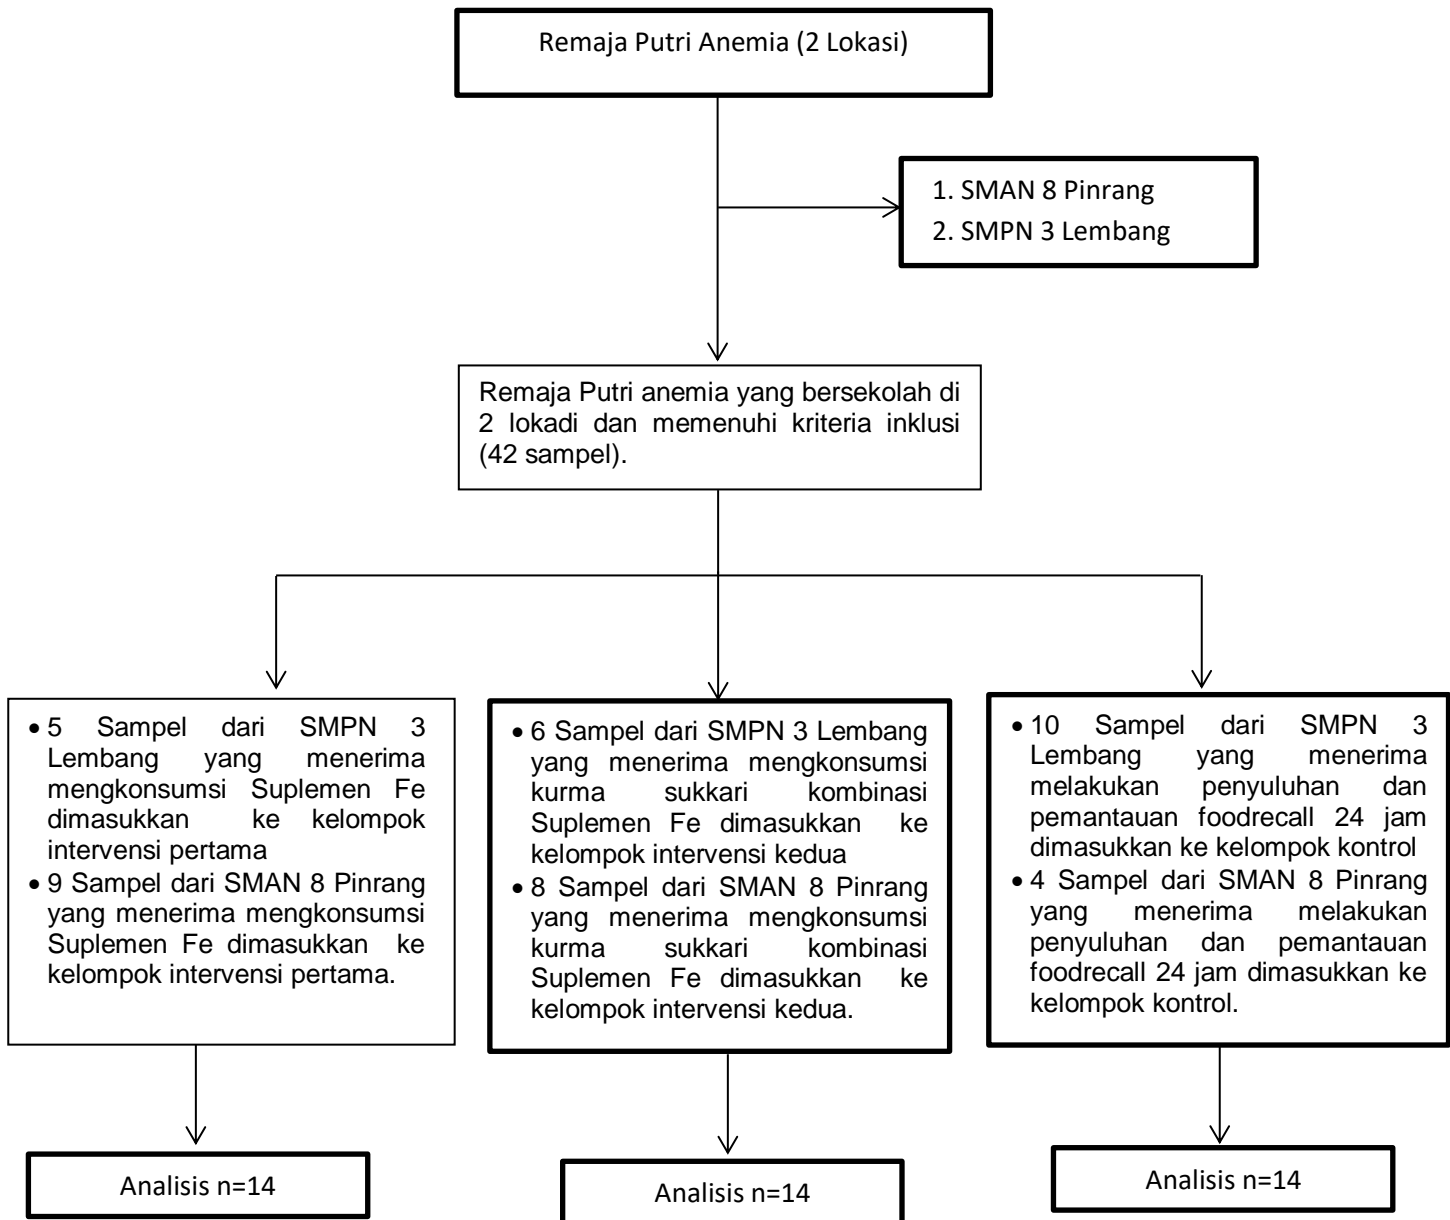 Remaja Putri Anemia (2 Lokasi)
1. SMAN 8 Pinrang
2. SMPN 3 Lembang
Remaja Putri anemia yang bersekolah di
2 lokadi dan memenuhi kriteria inklusi
(42 sampel).
• 5 Sampel dari SMPN 3
Lembang yang menerima
mengkonsumsi Suplemen Fe
dimasukkan ke kelompok
intervensi pertama
• 9 Sampel dari SMAN 8 Pinrang
yang menerima mengkonsumsi
Suplemen Fe dimasukkan ke
kelompok intervensi pertama.
• 6 Sampel dari SMPN 3 Lembang
yang menerima mengkonsumsi
kurma sukkari kombinasi
Suplemen Fe dimasukkan ke
kelompok intervensi kedua
• 8 Sampel dari SMAN 8 Pinrang
yang menerima mengkonsumsi
kurma sukkari kombinasi
Suplemen Fe dimasukkan ke
kelompok intervensi kedua.
• 10 Sampel dari SMPN 3
Lembang yang menerima
melakukan penyuluhan dan
pemantauan foodrecall 24 jam
dimasukkan ke kelompok kontrol
• 4 Sampel dari SMAN 8 Pinrang
yang menerima melakukan
penyuluhan dan pemantauan
foodrecall 24 jam dimasukkan ke
kelompok kontrol.
Analisis n=14
Analisis n=14
Analisis n=14